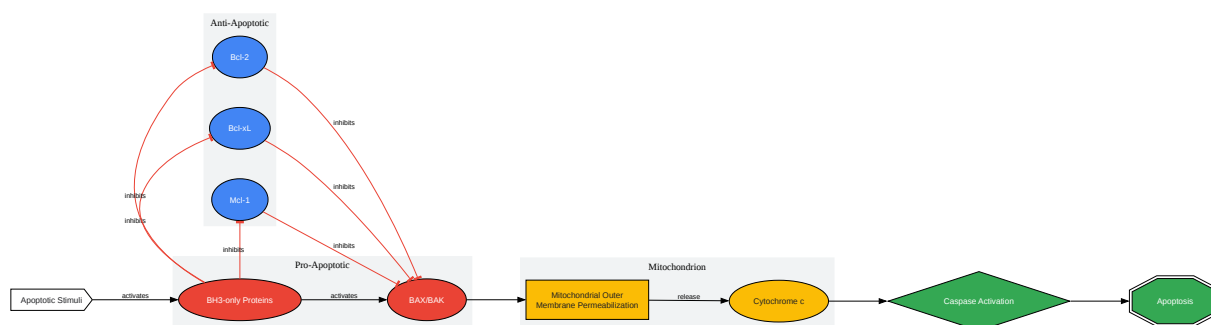 Anti-Apoptotic
Bcl-2
inhibits
Bcl-xL
inhibits
inhibits
Mcl-1
inhibits
inhibits
inhibits
Pro-Apoptotic
Mitochondrion
Apoptotic Stimuli
activates
BH3-only Proteins
activates
BAX/BAK
Mitochondrial Outer
Membrane Permeabilization
release
Cytochrome c
Caspase Activation
Apoptosis